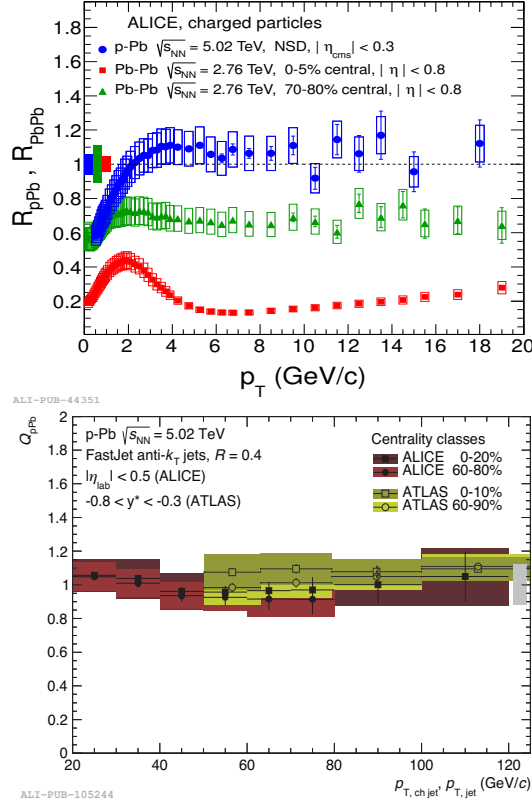 ALICE, charged particles
p-Pb √sNN = 5.02 TeV, NSD, | ηcms | < 0.3
Pb-Pb √sNN = 2.76 TeV, 0-5% central, | η | < 0.8
Pb-Pb √sNN = 2.76 TeV, 70-80% central, | η | < 0.8
RpPb , RPbPb
1.8
1.6
1.4
1.2
1
0.8
0.6
0.4
0.2
0 2 4 6 8 10 12 14 16 18 20
pT (GeV/c)
ALI-PUB-44351
QpPb
p-Pb √sNN = 5.02 TeV
FastJet anti-kT jets, R = 0.4
|ηlab| < 0.5 (ALICE)
-0.8 < y* < -0.3 (ATLAS)
Centrality classes
ALICE 0-20%
ALICE 60-80%
ATLAS 0-10%
ATLAS 60-90%
2
1.8
1.6
1.4
1.2
1
0.8
0.6
0.4
0.2
0
20 40 60 80 100 120
pT, ch jet, pT, jet (GeV/c)
ALI-PUB-105244